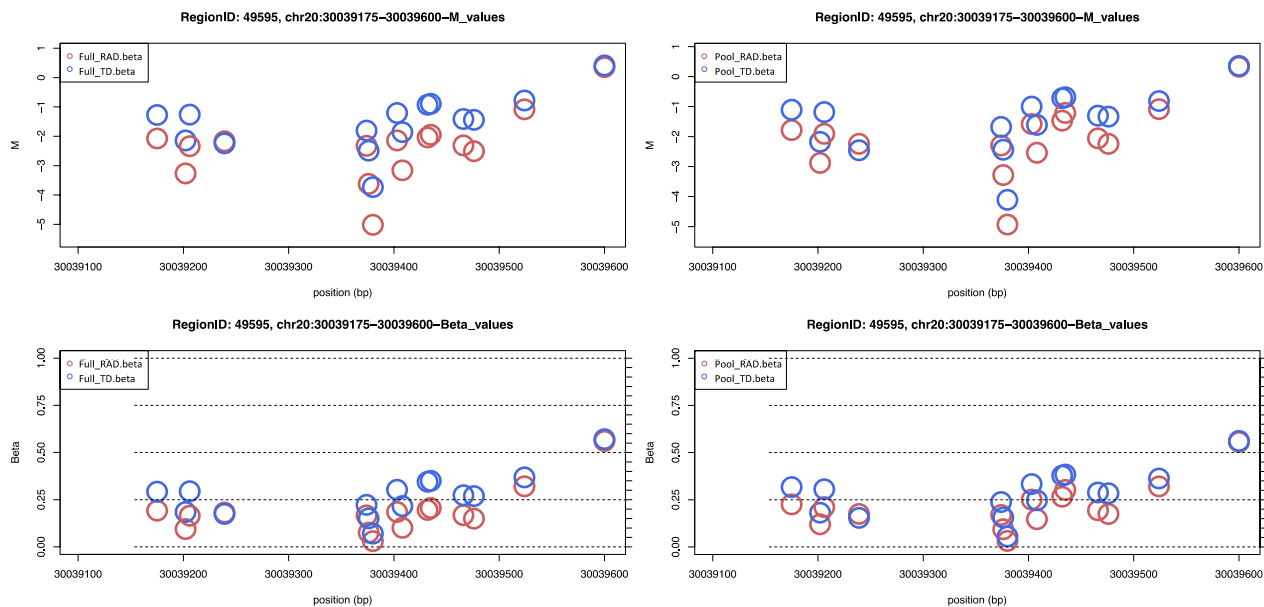 RegionID: 49595, chr20:30039175−30039600−M_values
Full_RAD.beta
Full_TD.beta
M
1
0
−1
−2
−3
−4
−5
30039100 30039200 30039300 30039400 30039500 30039600
position (bp)
RegionID: 49595, chr20:30039175−30039600−M_values
Pool_RAD.beta
Pool_TD.beta
M
1
0
−1
−2
−3
−4
−5
30039100 30039200 30039300 30039400 30039500 30039600
position (bp)
RegionID: 49595, chr20:30039175−30039600−Beta_values
Full_RAD.beta
Full_TD.beta
Beta
1.00
0.75
0.50
0.25
0.00
30039100 30039200 30039300 30039400 30039500 30039600
position (bp)
RegionID: 49595, chr20:30039175−30039600−Beta_values
Pool_RAD.beta
Pool_TD.beta
Beta
1.00
0.75
0.50
0.25
0.00
30039100 30039200 30039300 30039400 30039500 30039600
position (bp)